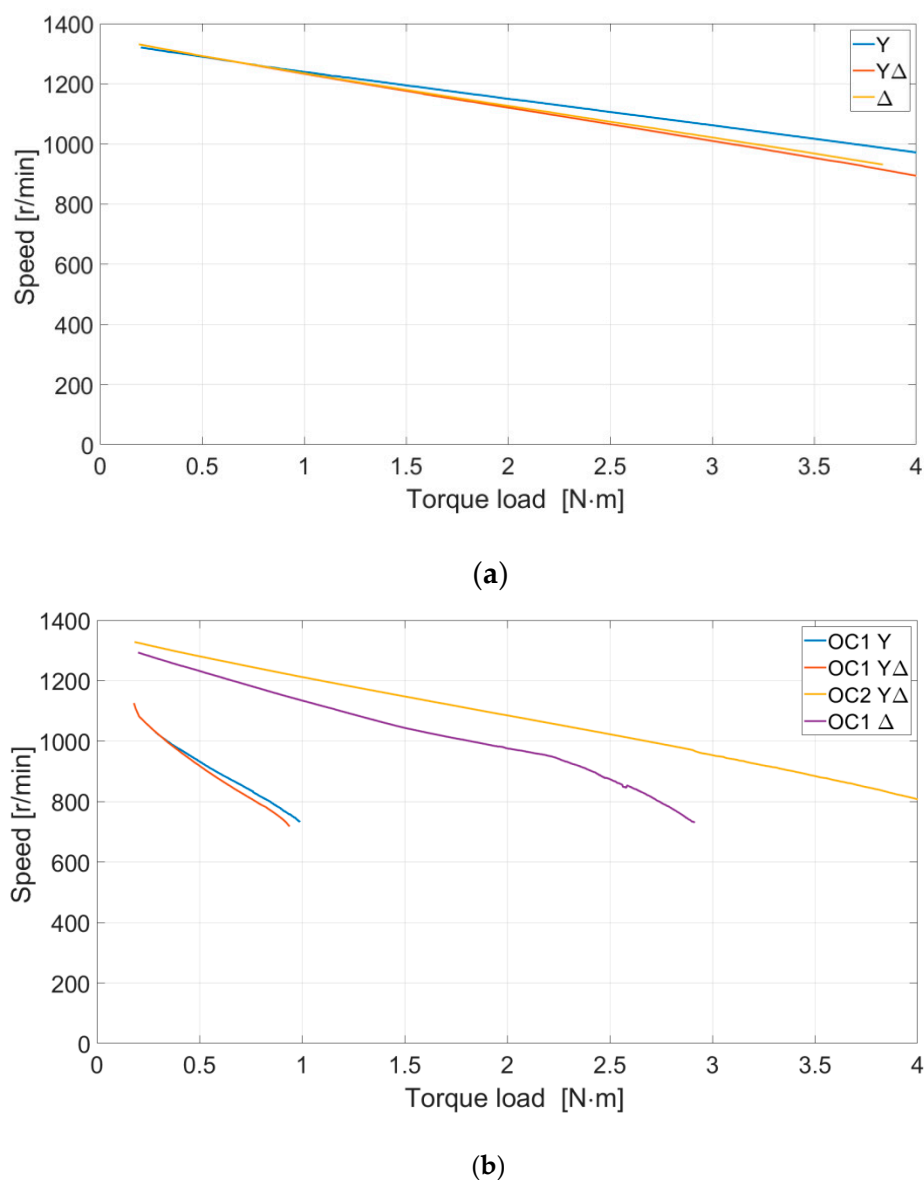 1400
1200
1000
800
600
400
200
0
Speed [r/min]
Y
YΔ
Δ
0 0.5 1 1.5 2 2.5 3 3.5 4
Torque load [N·m]
(a)
1400
1200
1000
800
600
400
200
0
Speed [r/min]
OC1 Y
OC1 YΔ
OC2 YΔ
OC1 Δ
0 0.5 1 1.5 2 2.5 3 3.5 4
Torque load [N·m]
(b)